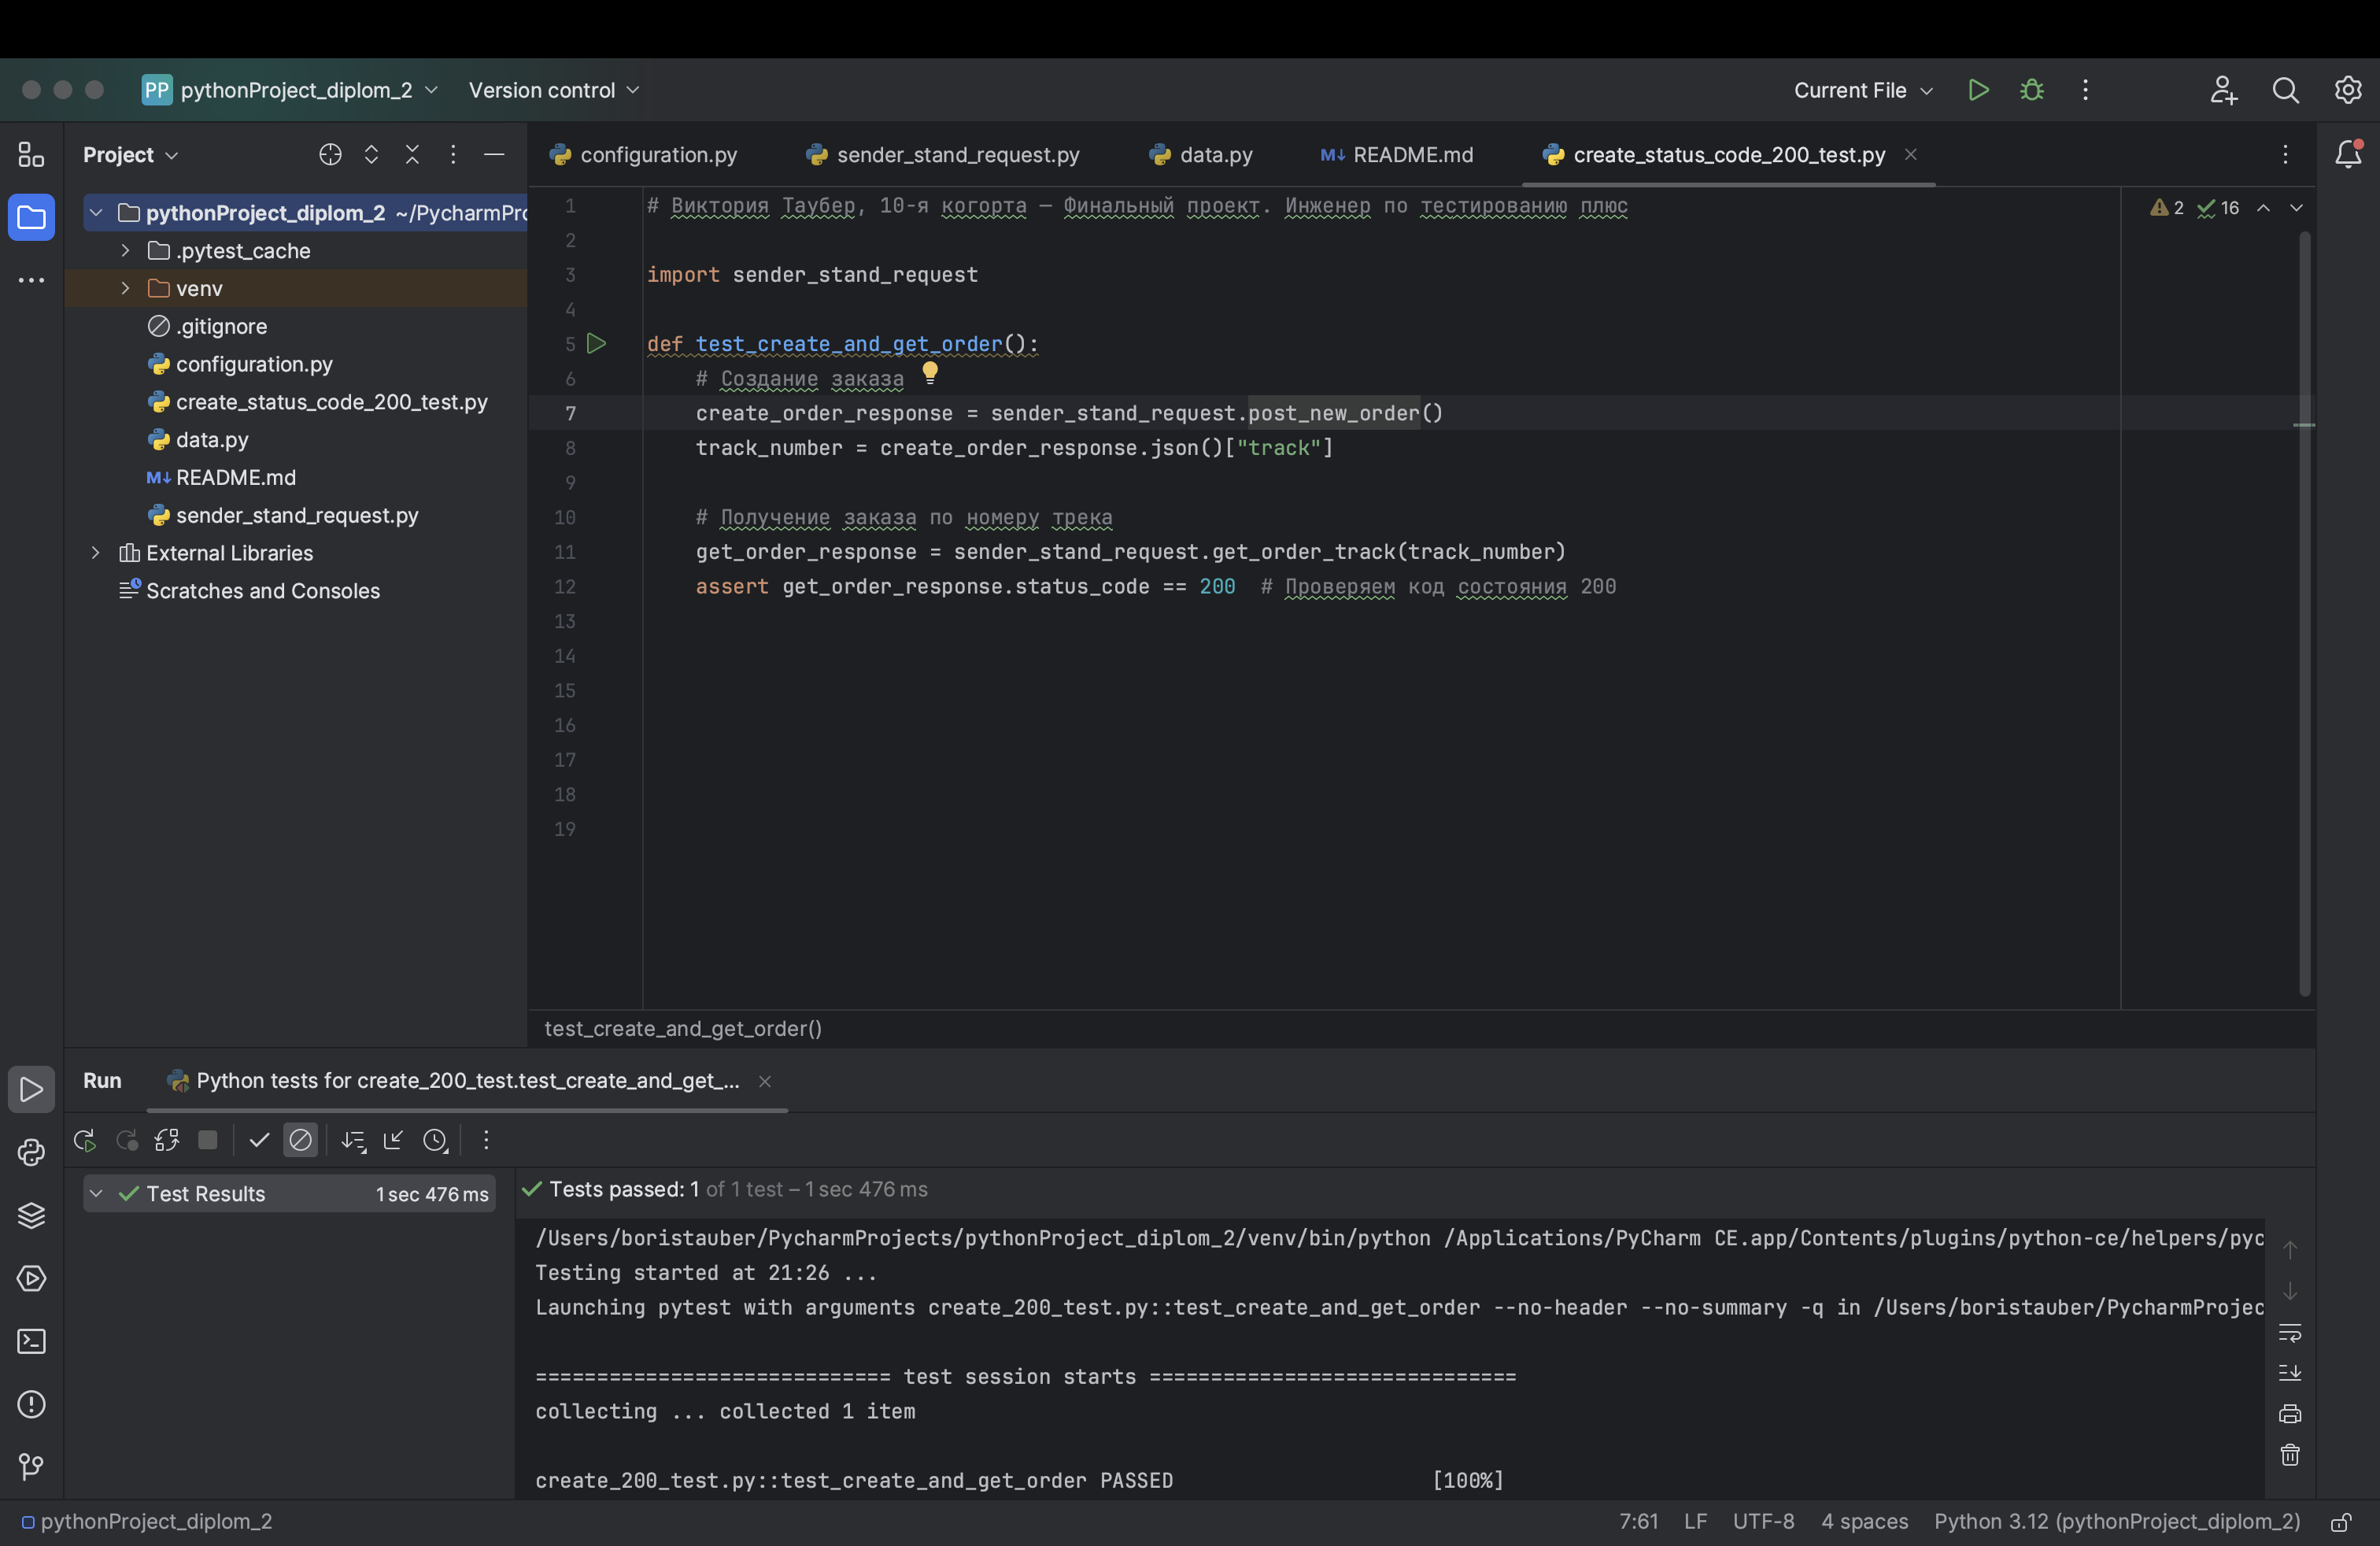 PP pythonProject_diplom_2 Version control Current File
Project
configuration.py sender_stand_request.py data.py M↓ README.md create_status_code_200_test.py
pythonProject_diplom_2 ~/PycharmPro
.pytest_cache
venv
.gitignore
configuration.py
create_status_code_200_test.py
data.py
M↓ README.md
sender_stand_request.py
External Libraries
Scratches and Consoles
2 16
1 # Виктория Таубер, 10-я когорта — Финальный проект. Инженер по тестированию плюс
2
3 import sender_stand_request
4
5 def test_create_and_get_order():
6 # Создание заказа
7 create_order_response = sender_stand_request.post_new_order()
8 track_number = create_order_response.json()["track"]
9
10 # Получение заказа по номеру трека
11 get_order_response = sender_stand_request.get_order_track(track_number)
12 assert get_order_response.status_code == 200 # Проверяем код состояния 200
13
14
15
16
17
18
19
test_create_and_get_order()
Run Python tests for create_200_test.test_create_and_get_...
Test Results 1 sec 476 ms
Tests passed: 1 of 1 test – 1 sec 476 ms
/Users/boristauber/PycharmProjects/pythonProject_diplom_2/venv/bin/python /Applications/PyCharm CE.app/Contents/plugins/python-ce/helpers/pyc
Testing started at 21:26 ...
Launching pytest with arguments create_200_test.py::test_create_and_get_order --no-header --no-summary -q in /Users/boristauber/PycharmProjec
============================= test session starts ==============================
collecting ... collected 1 item
create_200_test.py::test_create_and_get_order PASSED [100%]
pythonProject_diplom_2 7:61 LF UTF-8 4 spaces Python 3.12 (pythonProject_diplom_2)